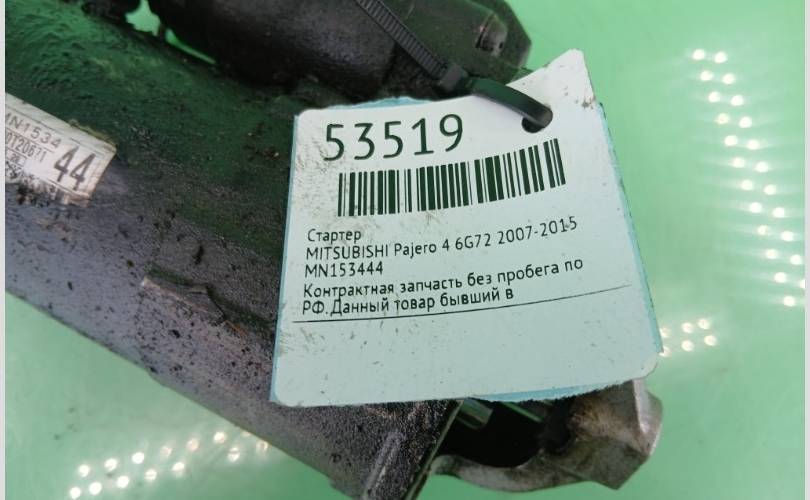 53519
Стартер
MITSUBISHI Pajero 4 6G72 2007-2015
MN153444
Контрактная запчасть без пробега по
РФ. Данный товар бывший в
MN1534
44